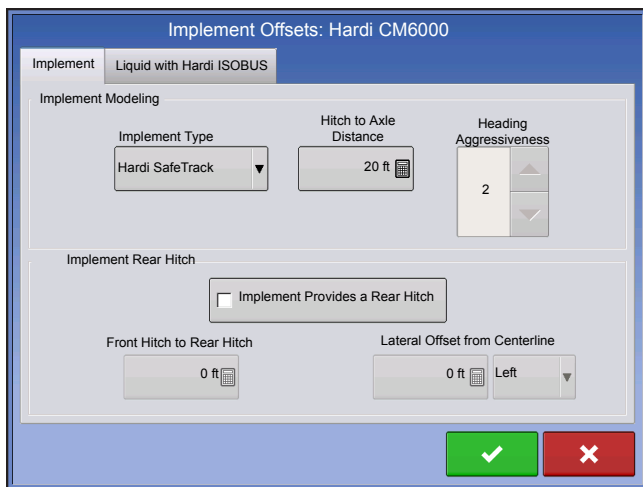 Implement Offsets: Hardi CM6000
Implement
Liquid with Hardi ISOBUS
Implement Modeling
Implement Type
Hitch to Axle
Distance
Heading
Aggressiveness
Hardi SafeTrack
20 ft
2
Implement Rear Hitch
Implement Provides a Rear Hitch
Front Hitch to Rear Hitch
Lateral Offset from Centerline
0 ft
0 ft
Left